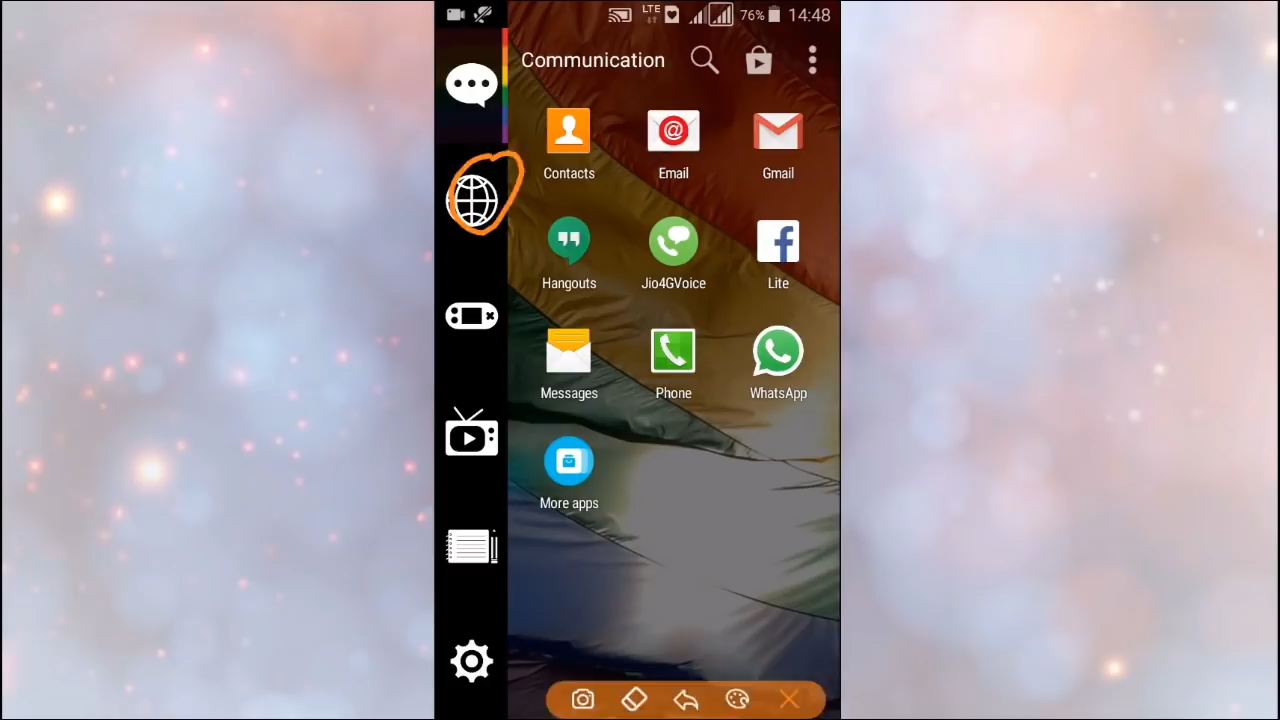 LTE 76% 14:48
Communication
Contacts Email Gmail
Hangouts Jio4GVoice Lite
Messages Phone WhatsApp
More apps